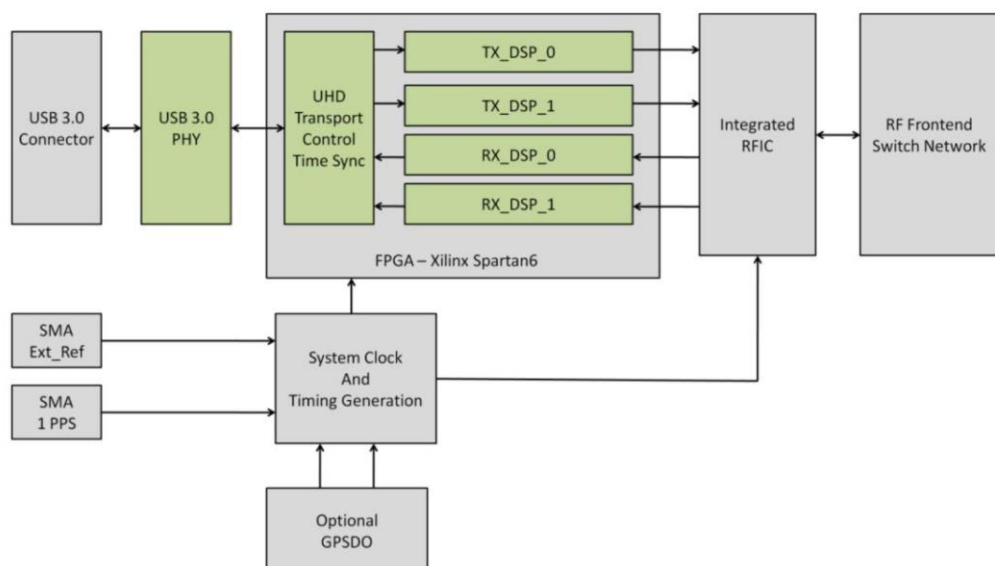 USB 3.0
Connector
USB 3.0
PHY
UHD
Transport
Control
Time Sync
TX_DSP_0
TX_DSP_1
RX_DSP_0
RX_DSP_1
FPGA – Xilinx Spartan6
Integrated
RFIC
RF Frontend
Switch Network
SMA
Ext_Ref
SMA
1 PPS
System Clock
And
Timing Generation
Optional
GPSDO